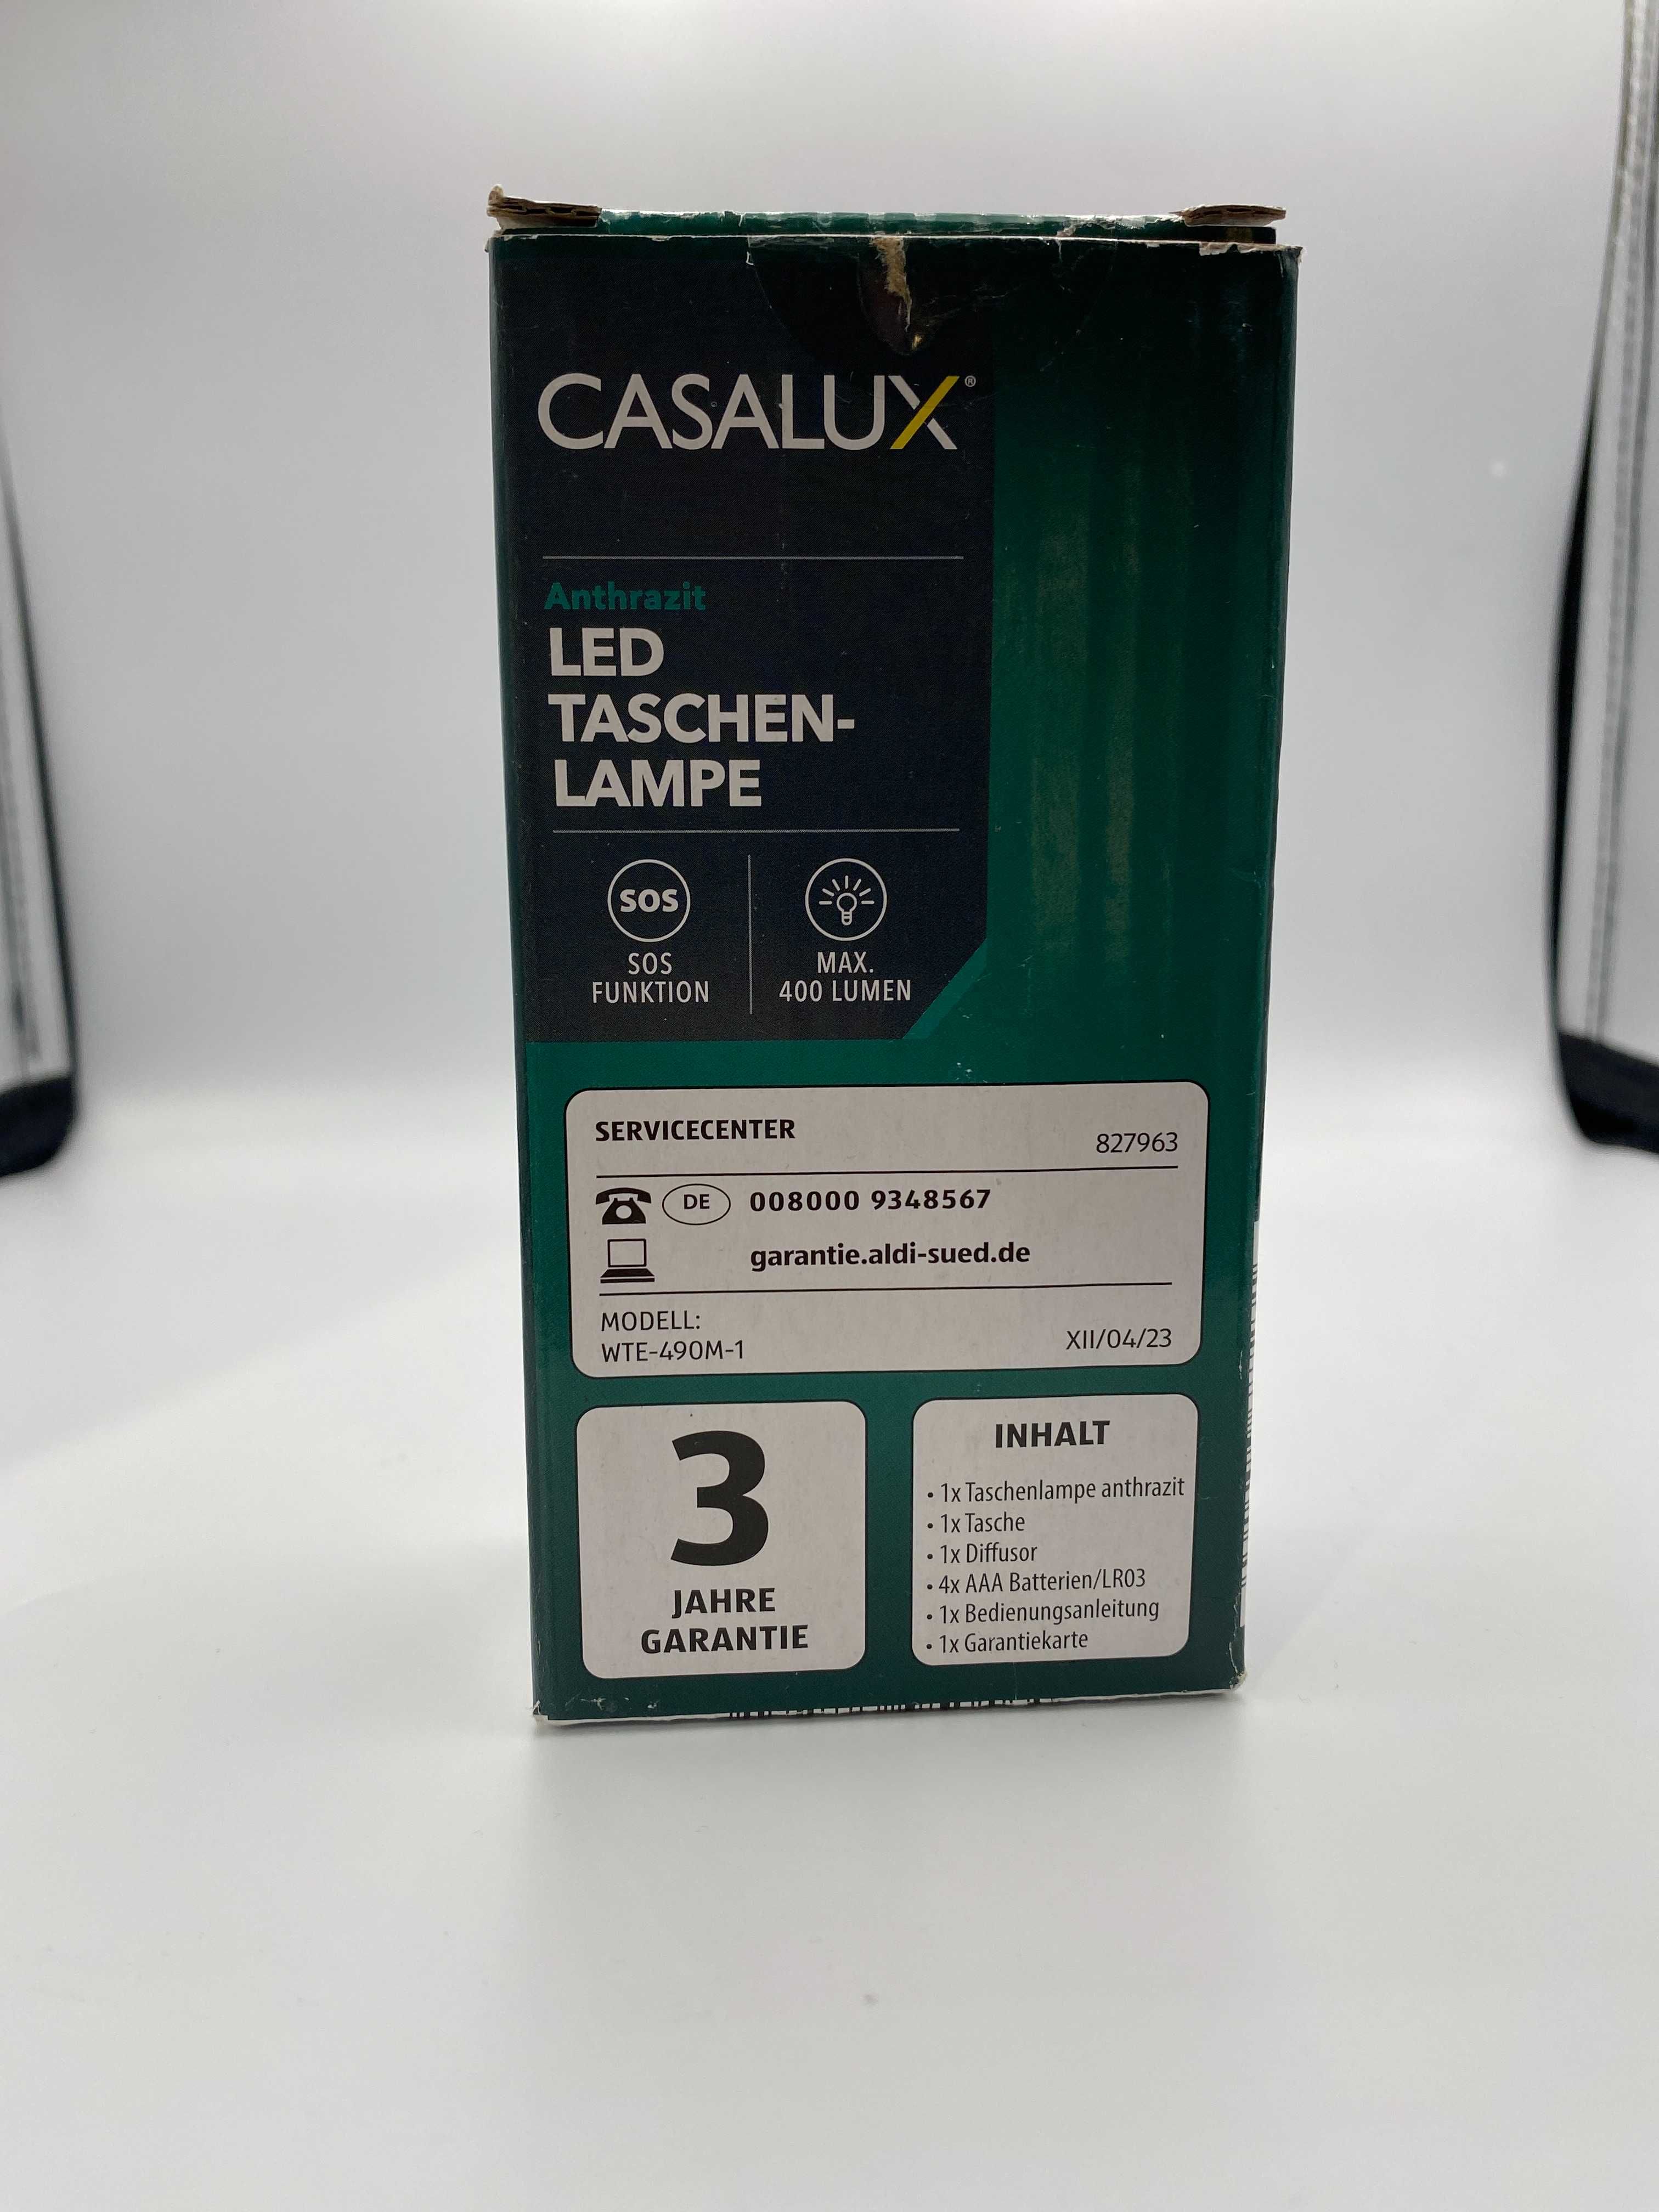 CASALUX®
Anthrazit
LED
TASCHEN-
LAMPE
SOS
SOS
FUNKTION
MAX.
400 LUMEN
SERVICECENTER
827963
DE 008000 9348567
garantie.aldi-sued.de
MODELL:
WTE-490M-1
XII/04/23
3
JAHRE
GARANTIE
INHALT
• 1x Taschenlampe anthrazit
• 1x Tasche
• 1x Diffusor
• 4x AAA Batterien/LR03
• 1x Bedienungsanleitung
• 1x Garantiekarte